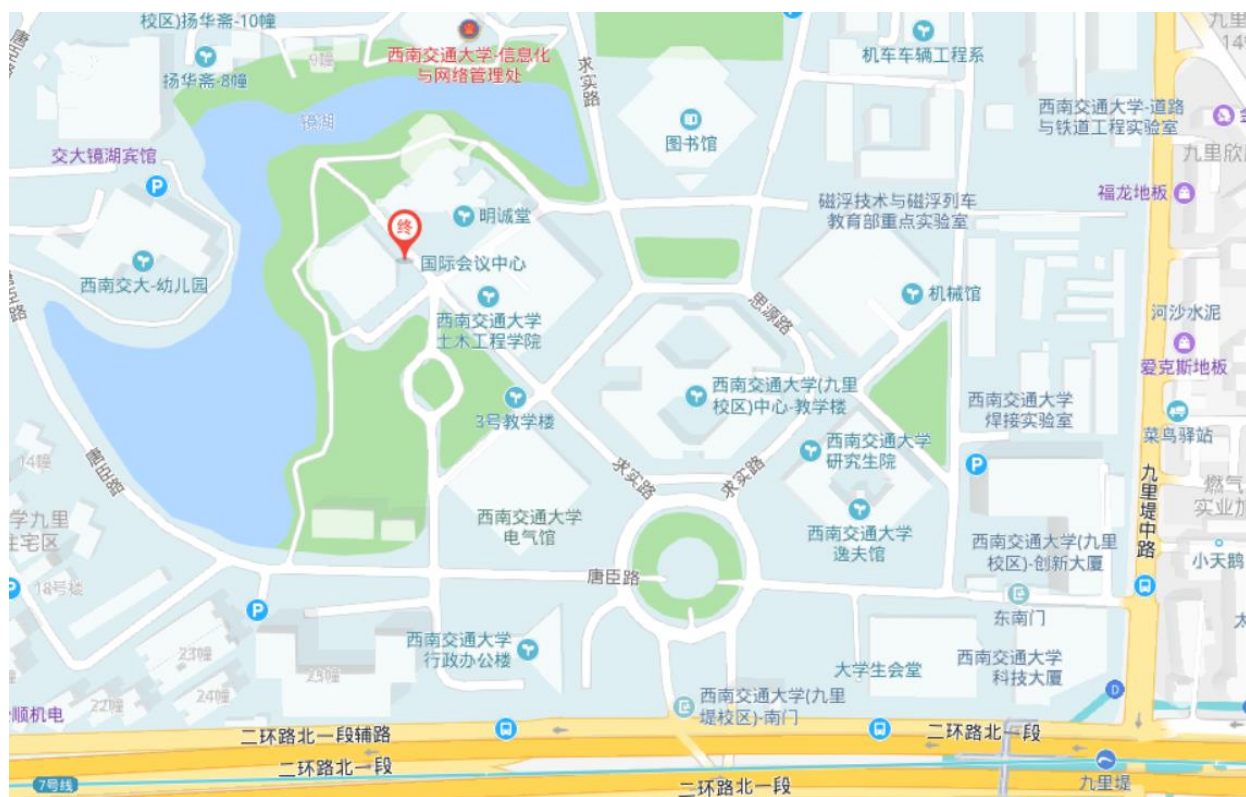 校区)扬华斋-10幢
扬华斋-8幢
9幢
西南交通大学-信息化
与网络管理处
求实路
图书馆
机车车辆工程系
西南交通大学-道路
与铁道工程实验室
九里欣
福龙地板
镜湖
交大镜湖宾馆
P
西南交大-幼儿园
明诚堂
终
国际会议中心
西南交通大学
土木工程学院
磁浮技术与磁浮列车
教育部重点实验室
机械馆
思源路
河沙水泥
爱克斯地板
3号教学楼
西南交通大学(九里
校区)中心-教学楼
西南交通大学
焊接实验室
菜鸟驿站
西南交通大学
研究生院
P
九里堤中路
燃气
实业加
14幢
唐臣路
求实路
求实路
西南交通大学
电气馆
西南交通大学
逸夫馆
学九里
住宅区
西南交通大学(九里
校区)-创新大厦
小天鹅
18号楼
唐臣路
东南门
P
西南交通大学
行政办公楼
大学生会堂
西南交通大学
科技大厦
23幢
24幢
22幢
23幢
顺机电
西南交通大学(九里
堤校区)-南门
D
二环路北一段辅路
二环路北一段
二环路北一段
二环路北一段
7号线
九里堤